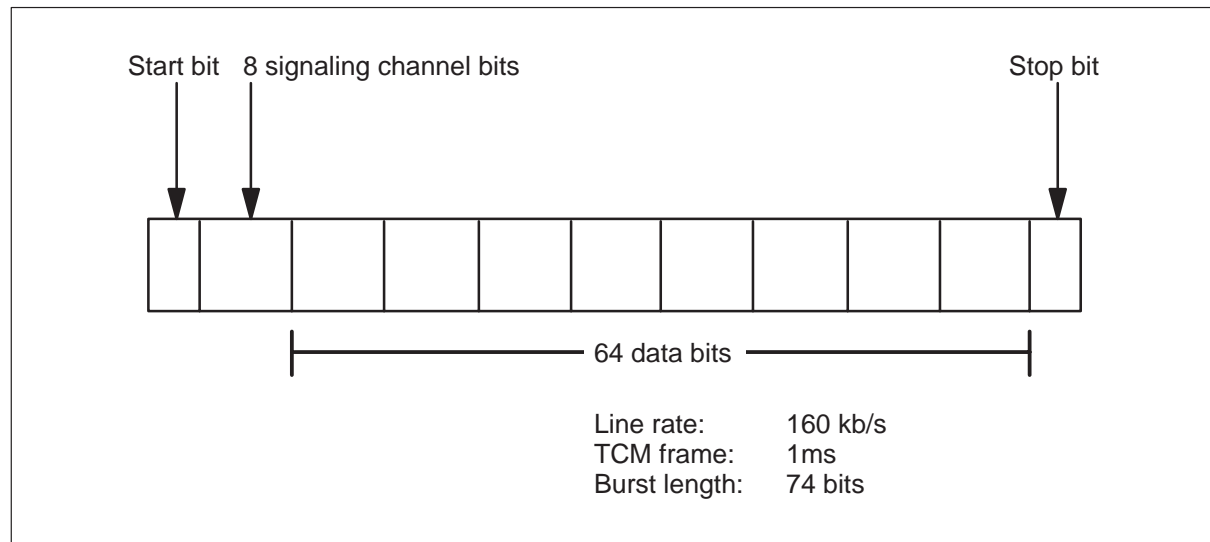 Start bit 8 signaling channel bits Stop bit
64 data bits
Line rate: 160 kb/s
TCM frame: 1ms
Burst length: 74 bits